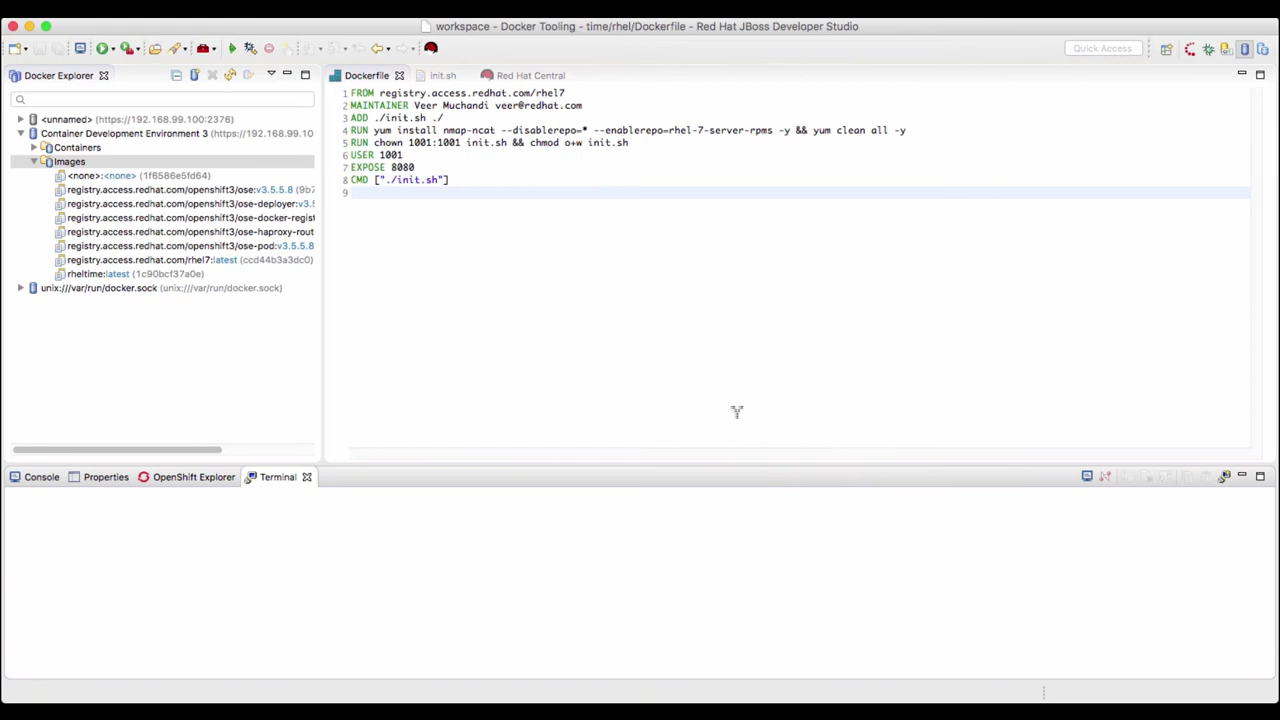 workspace - Docker Tooling - time/rhel/Dockerfile - Red Hat JBoss Developer Studio
Quick Access
Docker Explorer
Dockerfile
init.sh
Red Hat Central
<unnamed> (https://192.168.99.100:2376)
Container Development Environment 3 (https://192.168.99.10
Containers
Images
<none>:<none> (1f6586e5fd64)
registry.access.redhat.com/openshift3/ose:v3.5.5.8 (9b7
registry.access.redhat.com/openshift3/ose-deployer:v3.5
registry.access.redhat.com/openshift3/ose-docker-regist
registry.access.redhat.com/openshift3/ose-haproxy-rout
registry.access.redhat.com/openshift3/ose-pod:v3.5.5.8
registry.access.redhat.com/rhel7:latest (ccd44b3a3dc0)
rheltime:latest (1c90bcf37a0e)
unix:///var/run/docker.sock (unix:///var/run/docker.sock)
1 FROM registry.access.redhat.com/rhel7
2 MAINTAINER Veer Muchandi veer@redhat.com
3 ADD ./init.sh ./
4 RUN yum install nmap-ncat --disablerepo=* --enablerepo=rhel-7-server-rpms -y && yum clean all -y
5 RUN chown 1001:1001 init.sh && chmod o+w init.sh
6 USER 1001
7 EXPOSE 8080
8 CMD ["./init.sh"]
9
Console
Properties
OpenShift Explorer
Terminal